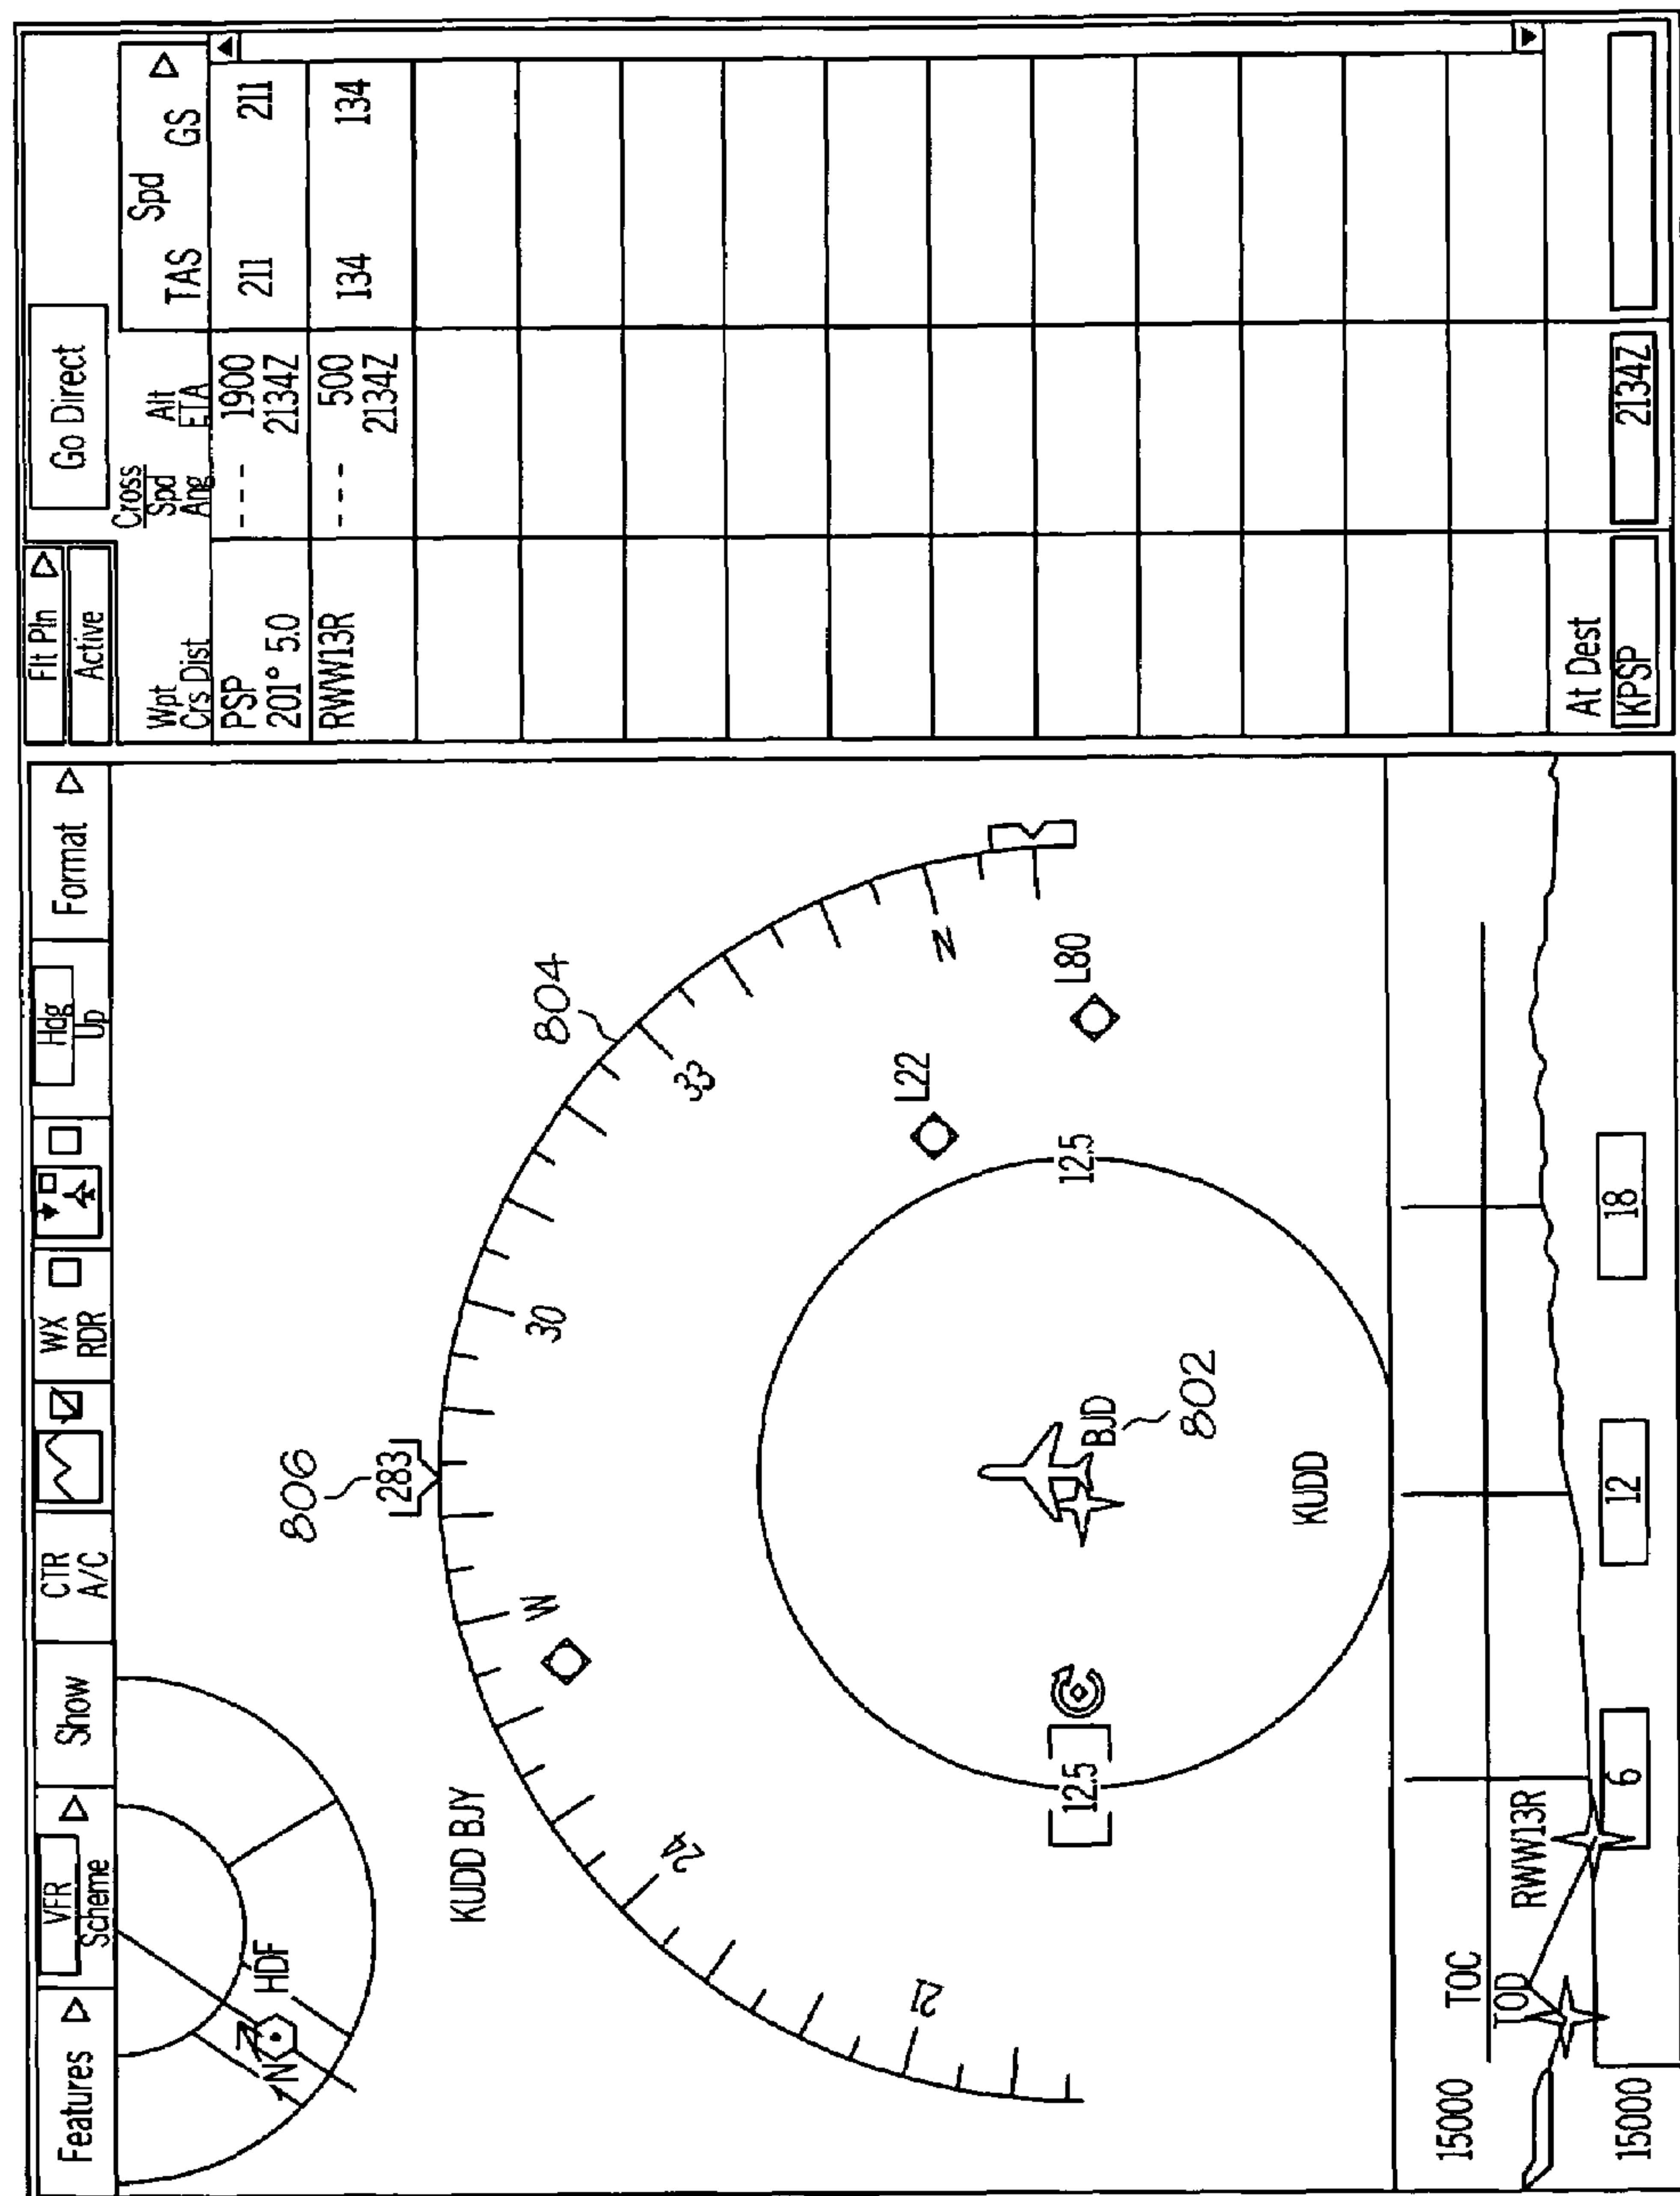 Features
VFR
Scheme
Show
CTR
A/C
WX
RDR
Hdg
Up
Format
N
HDF
806
283
804
KUDD BJY
W
30
33
N
24
21
L22
L80
12.5
12.5
BJD
802
KUDD
15000
TOC
TOD
RWW13R
15000
6
12
18
Flt Pln
Active
Go Direct
Wpt
Crs Dist
Cross
Spd
Ang
Alt
ETA
Spd
TAS GS
PSP --- 1900 211 211
201° 5.0 2134Z
RWW13R --- 500 134 134
2134Z
At Dest
KPSP 2134Z